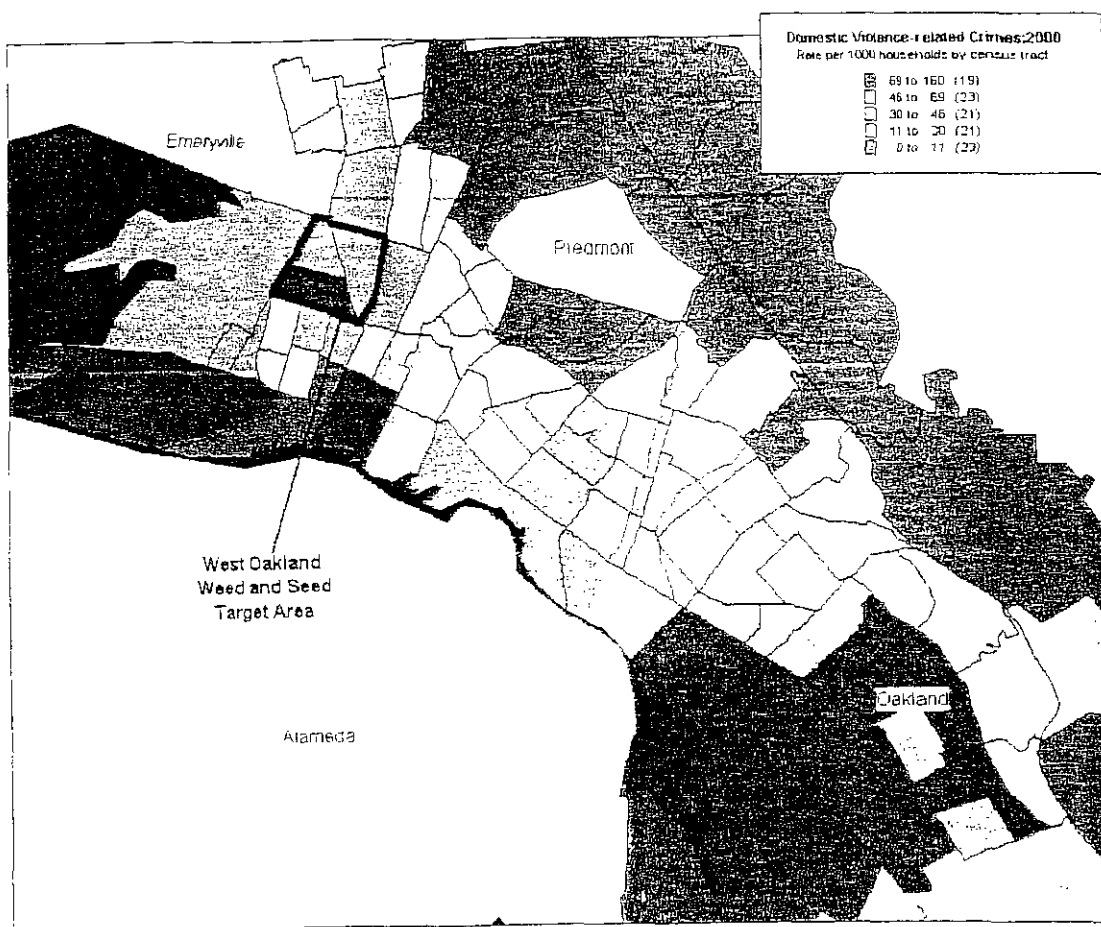 Domestic Violence-related Crimes;2000
Rate per 1000 households by census tract
69 to 160 (19)
46 to 69 (23)
30 to 46 (21)
11 to 30 (21)
0 to 11 (23)
Emeryville
Piedmont
West Oakland
Weed and Seed
Target Area
Oakland
Alameda